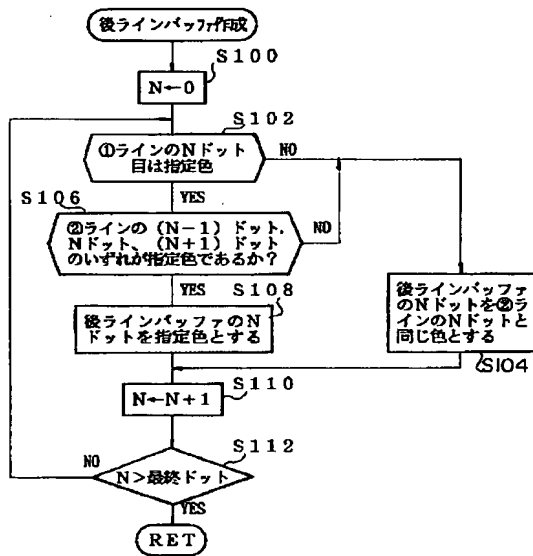 後ラインバッファ作成
S100
N←0
S102
①ラインのNドット
目は指定色
NO
YES
S106
②ラインの(N-1)ドット,
Nドット、(N+1)ドット
のいずれが指定色であるか?
NO
YES
S108
後ラインバッファのN
ドットを指定色とする
後ラインバッファ
のNドットを②ラ
インのNドットと
同じ色とする
S104
S110
N←N+1
S112
NO
N>最終ドット
YES
RET